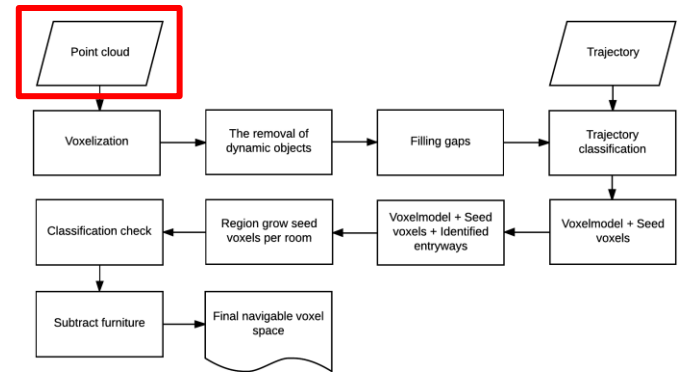 Point cloud
Trajectory
Voxelization
The removal of
dynamic objects
Filling gaps
Trajectory
classification
Classification check
Region grow seed
voxels per room
Voxelmodel + Seed
voxels + Identified
entryways
Voxelmodel + Seed
voxels
Subtract furniture
Final navigable voxel
space